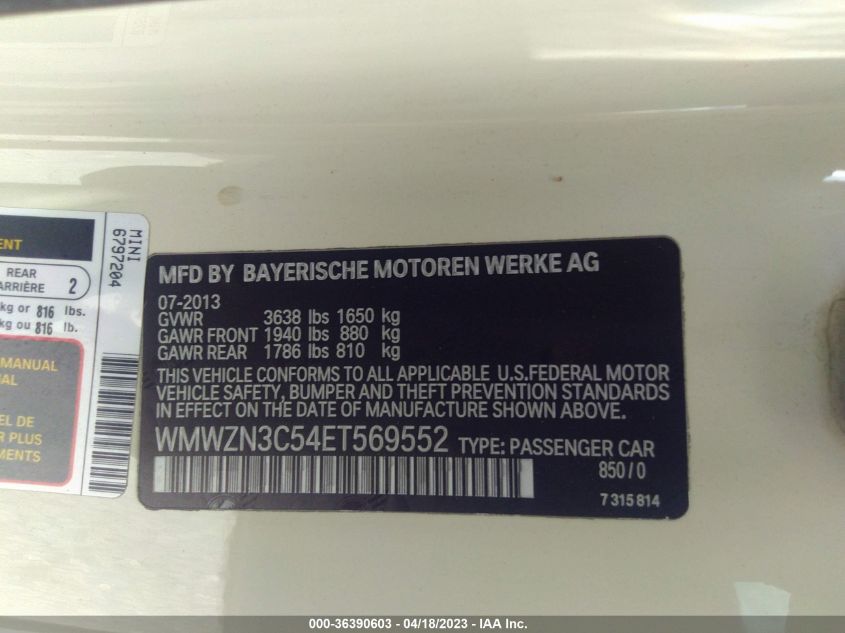 ENT
REAR
ARRIÈRE 2
kg or 816 lbs.
kg ou 816 lb.
MANUAL
AL
EL DE
R PLUS
EMENTS
MINI
6797204
MFD BY BAYERISCHE MOTOREN WERKE AG
07-2013
GVWR 3638 lbs 1650 kg
GAWR FRONT 1940 lbs 880 kg
GAWR REAR 1786 lbs 810 kg
THIS VEHICLE CONFORMS TO ALL APPLICABLE U.S.FEDERAL MOTOR
VEHICLE SAFETY, BUMPER AND THEFT PREVENTION STANDARDS
IN EFFECT ON THE DATE OF MANUFACTURE SHOWN ABOVE.
WMWZN3C54ET569552 TYPE: PASSENGER CAR
850/0
7 315 814
000-36390603 - 04/18/2023 - IAA Inc.